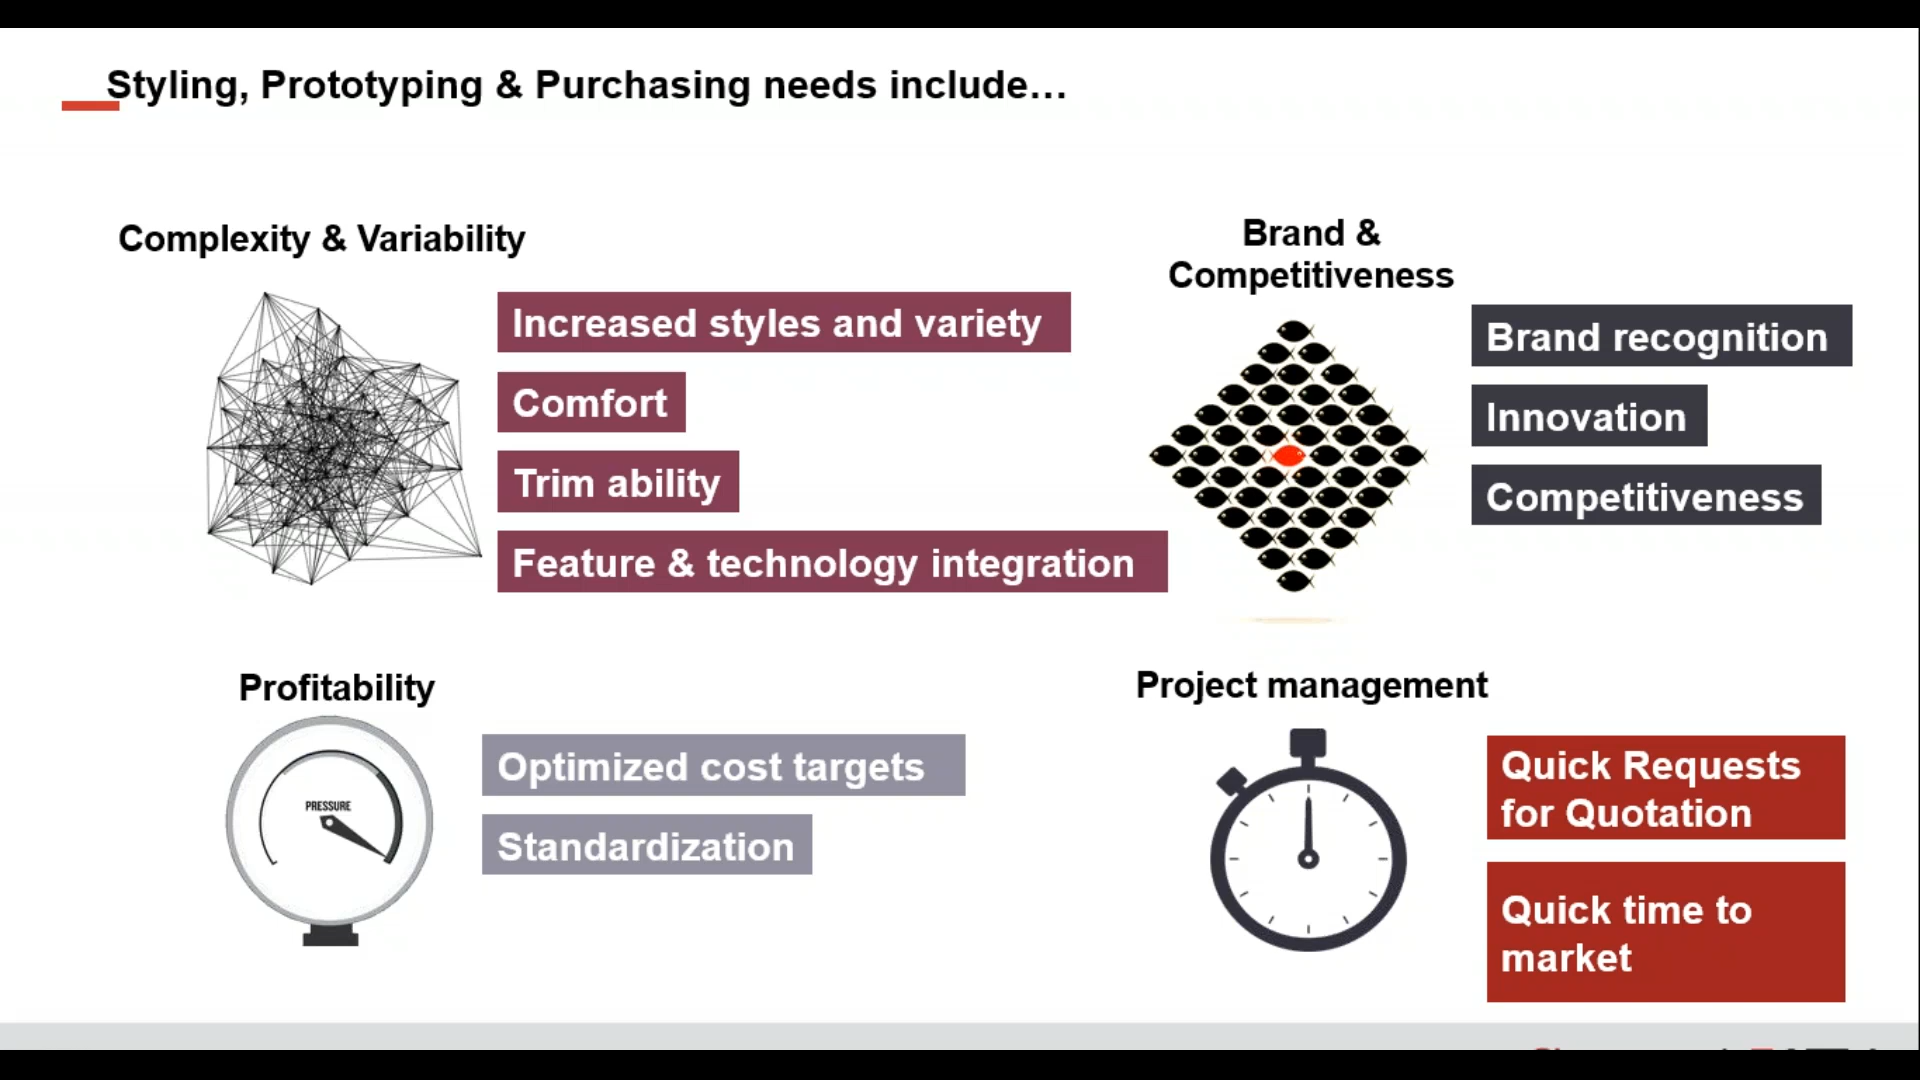 Styling, Prototyping & Purchasing needs include...
Complexity & Variability
Increased styles and variety
Comfort
Trim ability
Feature & technology integration
Brand &
Competitiveness
Brand recognition
Innovation
Competitiveness
Profitability
PRESSURE
Optimized cost targets
Standardization
Project management
Quick Requests
for Quotation
Quick time to
market